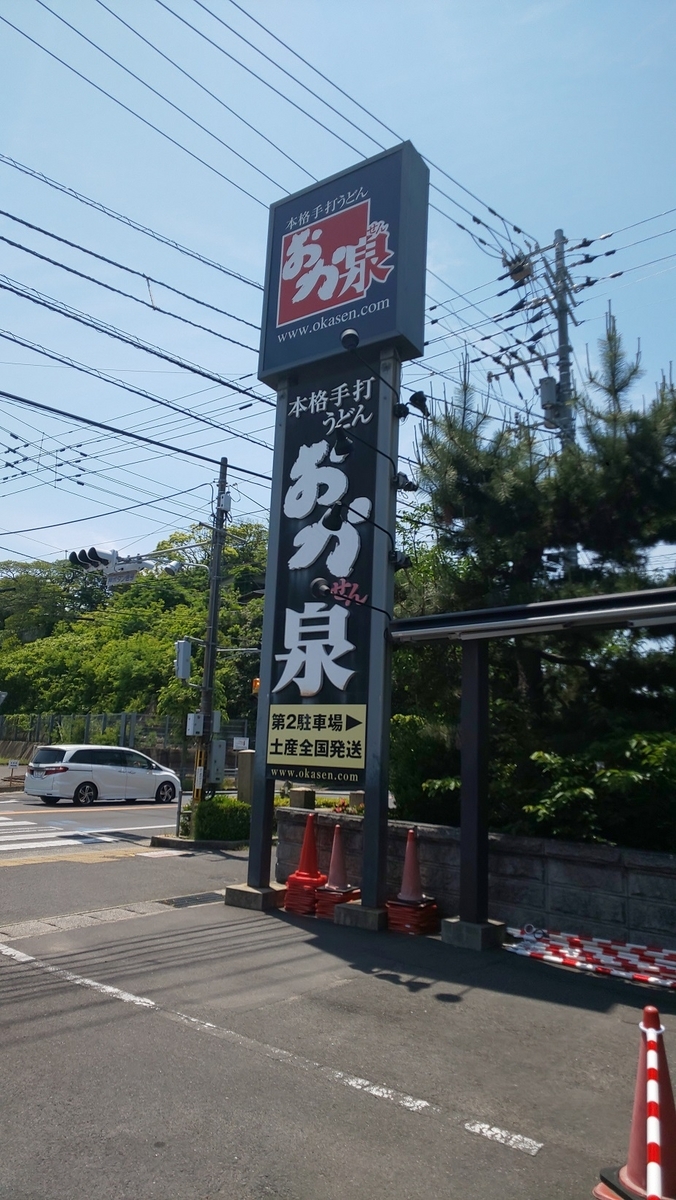 本格手打うどん
おか泉
せん
www.okasen.com
本格手打
うどん
おか
せん
泉
第2駐車場▶
土産全国発送
www.okasen.com